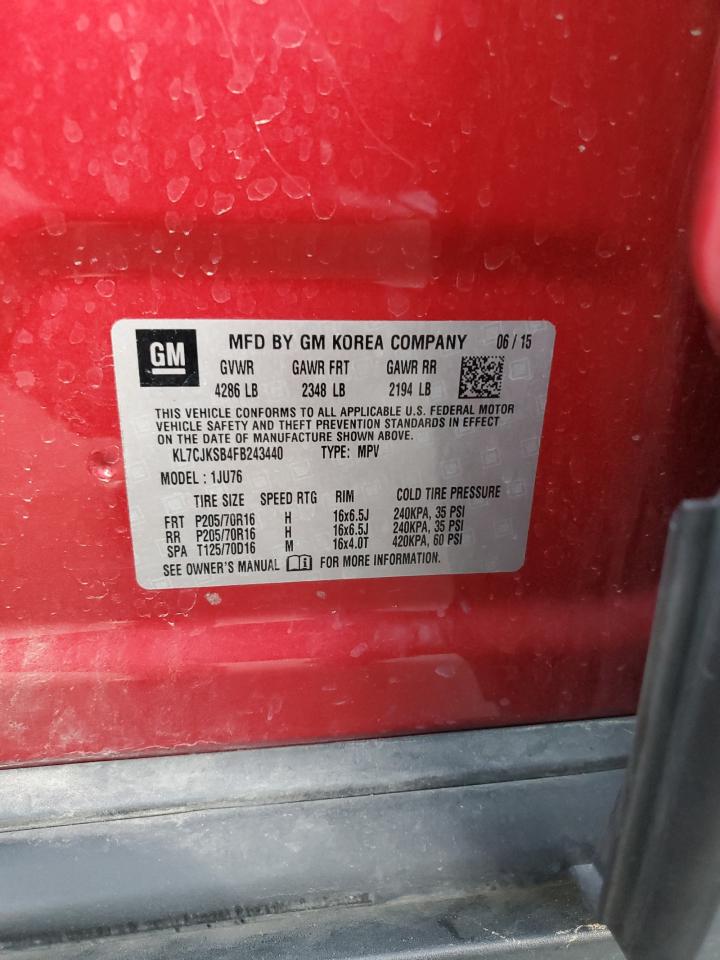 GM
MFD BY GM KOREA COMPANY 06 / 15
GVWR GAWR FRT GAWR RR
4286 LB 2348 LB 2194 LB
THIS VEHICLE CONFORMS TO ALL APPLICABLE U.S. FEDERAL MOTOR
VEHICLE SAFETY AND THEFT PREVENTION STANDARDS IN EFFECT
ON THE DATE OF MANUFACTURE SHOWN ABOVE.
KL7CJKSB4FB243440 TYPE: MPV
MODEL : 1JU76
TIRE SIZE SPEED RTG RIM COLD TIRE PRESSURE
FRT P205/70R16 H 16x6.5J 240KPA, 35 PSI
RR P205/70R16 H 16x6.5J 240KPA, 35 PSI
SPA T125/70D16 M 16x4.0T 420KPA, 60 PSI
SEE OWNER'S MANUAL FOR MORE INFORMATION.